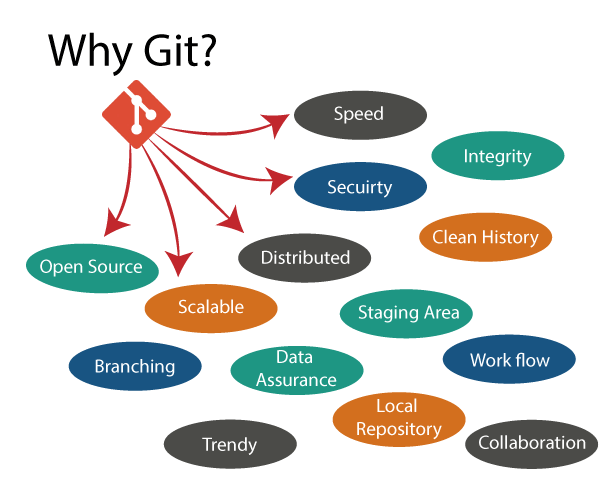 Why Git?
Speed
Integrity
Secuirty
Clean History
Distributed
Open Source
Scalable
Staging Area
Branching
Data
Assurance
Work flow
Local
Repository
Trendy
Collaboration